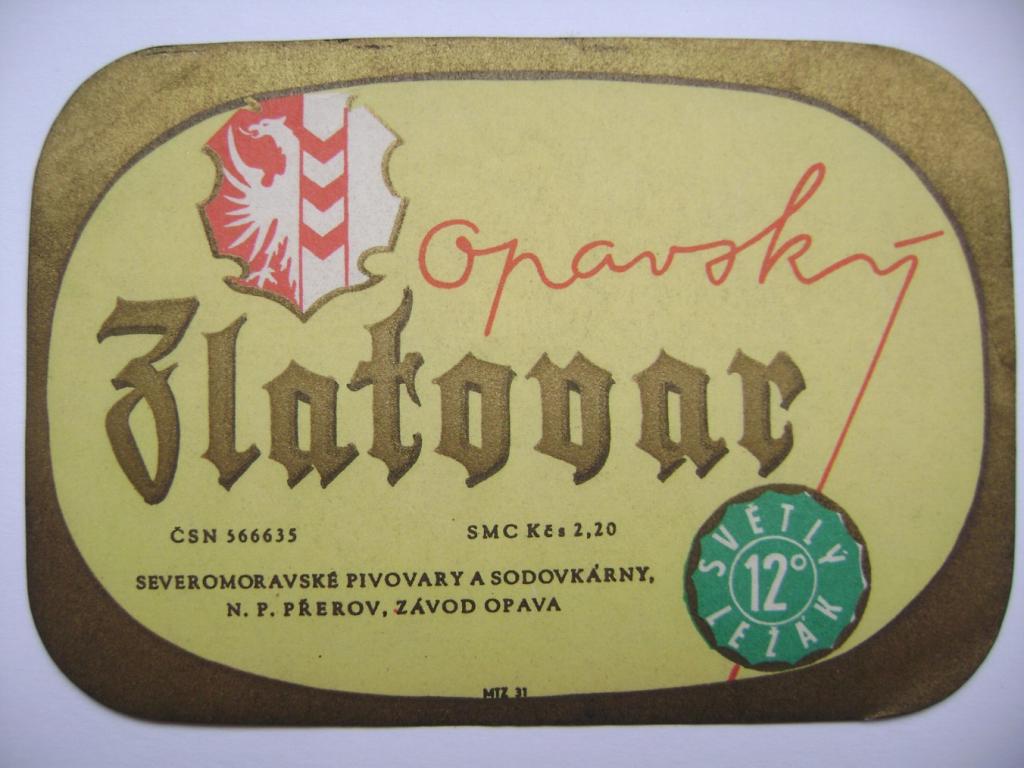 opavský
Zlatovar
ČSN 566635
SMC Kčs 2,20
SEVEROMORAVSKÉ PIVOVARY A SODOVKÁRNY,
N. P. PŘEROV, ZÁVOD OPAVA
SVĚTLÝ
12°
LEŽÁK
MTZ 31